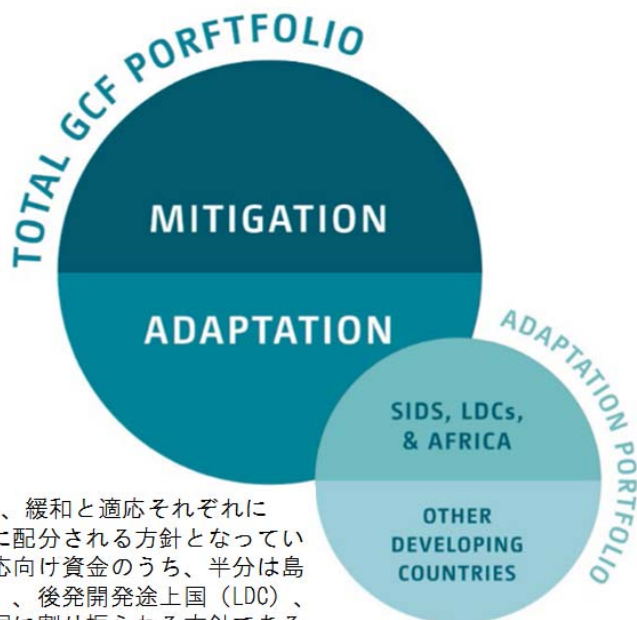 TOTAL GCF PORFTFOLIO
MITIGATION
ADAPTATION
ADAPTATION PORTFOLIO
SIDS, LDCs,
& AFRICA
OTHER
DEVELOPING
COUNTRIES
、緩和と適応それぞれに
に配分される方針となってい
応向け資金のうち、半分は島
、後発開発途上国（LDC）、